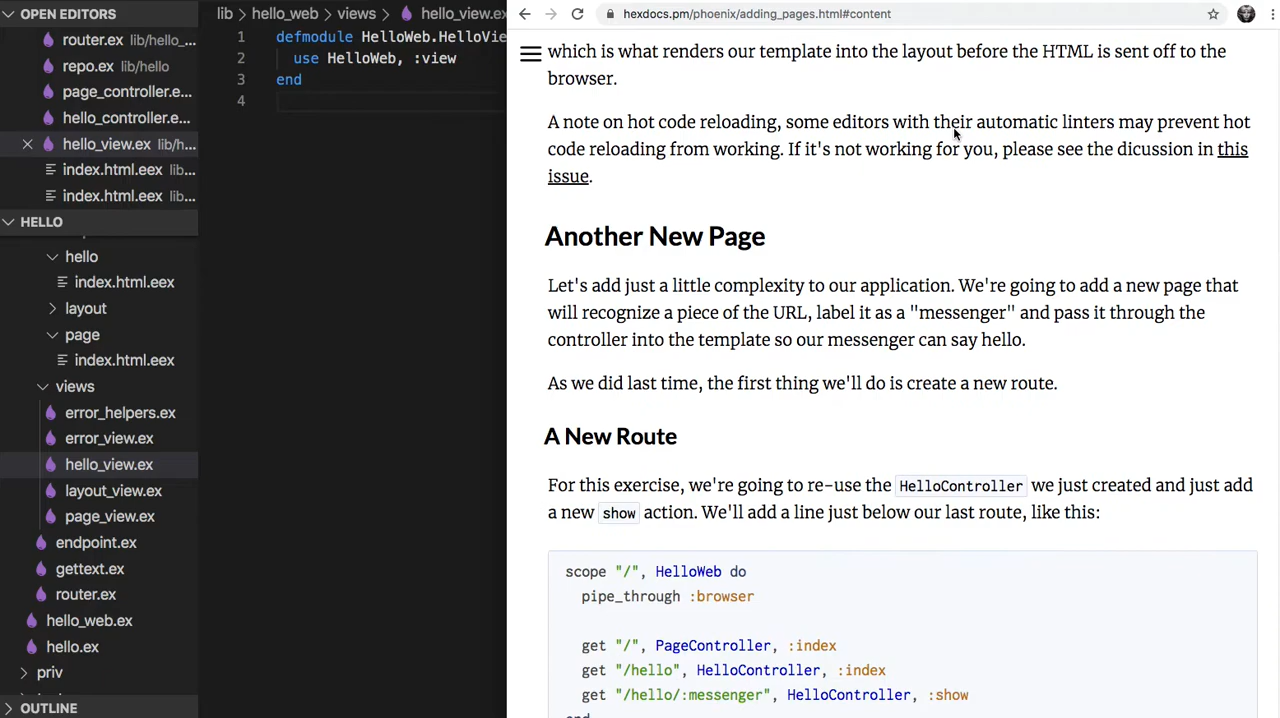 OPEN EDITORS
router.ex lib/hello_...
repo.ex lib/hello
page_controller.e...
hello_controller.e...
hello_view.ex lib/h...
index.html.eex lib...
index.html.eex lib...
HELLO
hello
index.html.eex
layout
page
index.html.eex
views
error_helpers.ex
error_view.ex
hello_view.ex
layout_view.ex
page_view.ex
endpoint.ex
gettext.ex
router.ex
hello_web.ex
hello.ex
priv
OUTLINE
lib > hello_web > views > hello_view.ex
1 defmodule HelloWeb.HelloVie
2 use HelloWeb, :view
3 end
4
hexdocs.pm/phoenix/adding_pages.html#content
which is what renders our template into the layout before the HTML is sent off to the
browser.
A note on hot code reloading, some editors with their automatic linters may prevent hot
code reloading from working. If it's not working for you, please see the dicussion in this
issue.
Another New Page
Let's add just a little complexity to our application. We're going to add a new page that
will recognize a piece of the URL, label it as a "messenger" and pass it through the
controller into the template so our messenger can say hello.
As we did last time, the first thing we'll do is create a new route.
A New Route
For this exercise, we're going to re-use the HelloController we just created and just add
a new show action. We'll add a line just below our last route, like this:
scope "/", HelloWeb do
pipe_through :browser
get "/", PageController, :index
get "/hello", HelloController, :index
get "/hello/:messenger", HelloController, :show
end